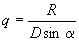 q = R / (D sin α)